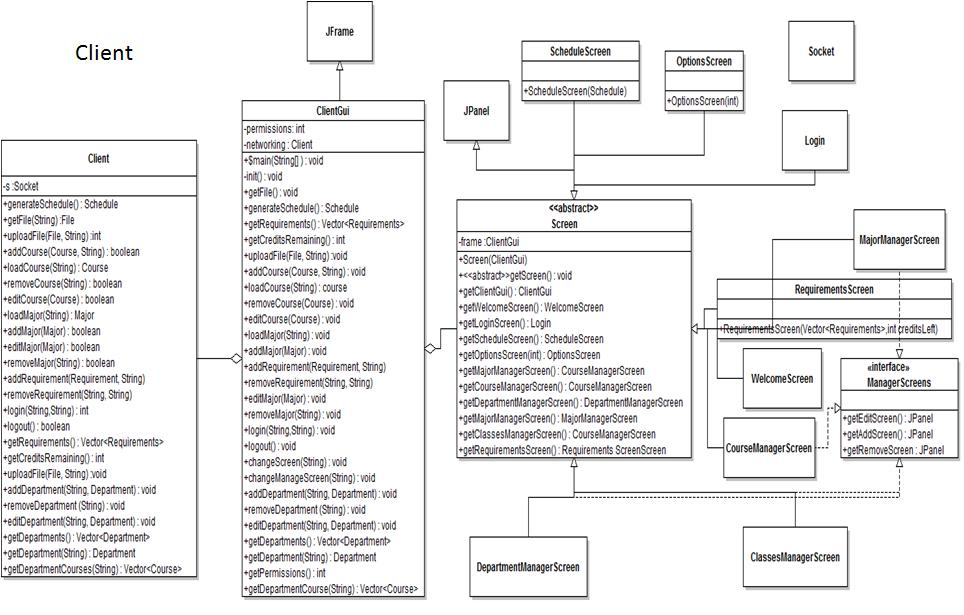 Client
JFrame
ClientGui
-permissions: int
-networking : Client
+$main(String[] ) : void
-init() : void
+getFile() : void
+generateSchedule() : Schedule
+getRequirements() : Vector<Requirements>
+getCreditsRemaining() : int
+uploadFile(File, String) :void
+addCourse(Course, String) : void
+loadCourse(String) : course
+removeCourse(Course) : void
+editCourse(Course) : void
+loadMajor(String) : void
+addMajor(Major) : void
+addRequirement(Requirement, String)
+removeRequirement(String, String)
+editMajor(Major) : void
+removeMajor(String) : void
+login(String,String) : void
+logout() : void
+changeScreen(String) : void
+changeManageScreen(String) : void
+addDepartment(String, Department) : void
+removeDepartment (String) : void
+editDepartment(String, Department) : void
+getDepartments() : Vector<Department>
+getDepartment(String) : Department
+getPermissions() : int
+getDepartmentCourse(String) : Vector<Course>
Client
-s :Socket
+generateSchedule() : Schedule
+getFile(String) :File
+uploadFile(File, String) :int
+addCourse(Course, String) : boolean
+loadCourse(String) : Course
+removeCourse(String) : boolean
+editCourse(Course) : boolean
+loadMajor(String) : Major
+addMajor(Major) : boolean
+editMajor(Major) : boolean
+removeMajor(String) : boolean
+addRequirement(Requirement, String)
+removeRequirement(String, String)
+login(String,String) : int
+logout() : boolean
+getRequirements() : Vector<Requirements>
+getCreditsRemaining() : int
+uploadFile(File, String) :void
+addDepartment(String, Department) : void
+removeDepartment (String) : void
+editDepartment(String, Department) : void
+getDepartments() : Vector<Department>
+getDepartment(String) : Department
+getDepartmentCourses(String) : Vector<Course>
JPanel
ScheduleScreen
+ScheduleScreen(Schedule)
OptionsScreen
+OptionsScreen(int)
Socket
Login
<<abstract>>
Screen
-frame :ClientGui
+Screen(ClientGui)
+<<abstract>>getScreen() : void
+getClientGui() : ClientGui
+getWelcomeScreen() : WelcomeScreen
+getLoginScreen() : Login
+getScheduleScreen() : ScheduleScreen
+getOptionsScreen(int) : OptionsScreen
+getMajorManagerScreen() : CourseManagerScreen
+getCourseManagerScreen() : CourseManagerScreen
+getDepartmentManagerScreen() : DepartmentManagerScreen
+getMajorManagerScreen() : MajorManagerScreen
+getClassesManagerScreen() : CourseManagerScreen
+getRequirementsScreen() : Requirements ScreenScreen
MajorManagerScreen
RequirementsScreen
+RequirementsScreen(Vector<Requirements>,int creditsLeft)
WelcomeScreen
«interface»
ManagerScreens
+getEditScreen() : JPanel
+getAddScreen() : JPanel
+getRemoveScreen : JPanel
CourseManagerScreen
DepartmentManagerScreen
ClassesManagerScreen